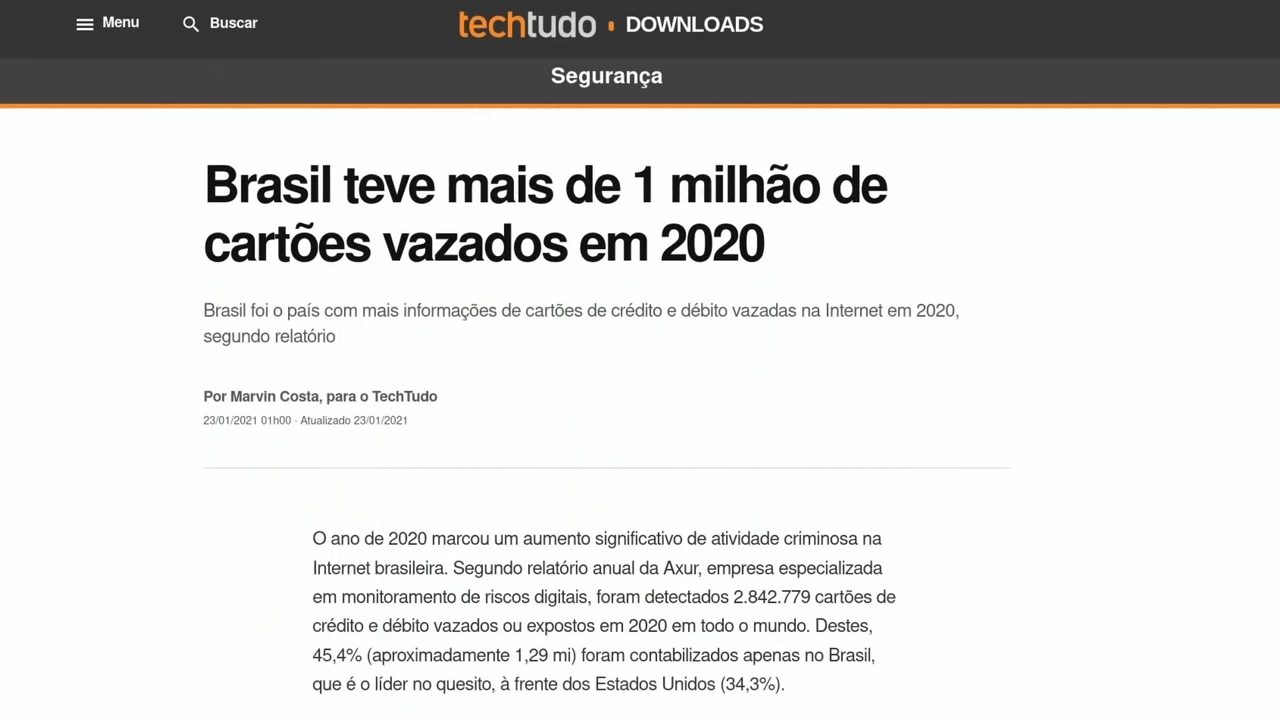 Menu
Buscar
techtudo
DOWNLOADS
Segurança
Brasil teve mais de 1 milhão de
cartões vazados em 2020
Brasil foi o país com mais informações de cartões de crédito e débito vazadas na Internet em 2020,
segundo relatório
Por Marvin Costa, para o TechTudo
23/01/2021 01h00 · Atualizado 23/01/2021
O ano de 2020 marcou um aumento significativo de atividade criminosa na
Internet brasileira. Segundo relatório anual da Axur, empresa especializada
em monitoramento de riscos digitais, foram detectados 2.842.779 cartões de
crédito e débito vazados ou expostos em 2020 em todo o mundo. Destes,
45,4% (aproximadamente 1,29 mi) foram contabilizados apenas no Brasil,
que é o líder no quesito, à frente dos Estados Unidos (34,3%).